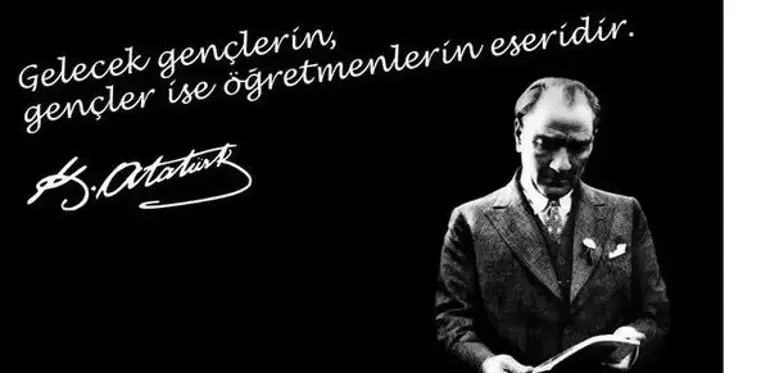 Gelecek gençlerin,
gençler ise öğretmenlerin eseridir.
K. Atatürk